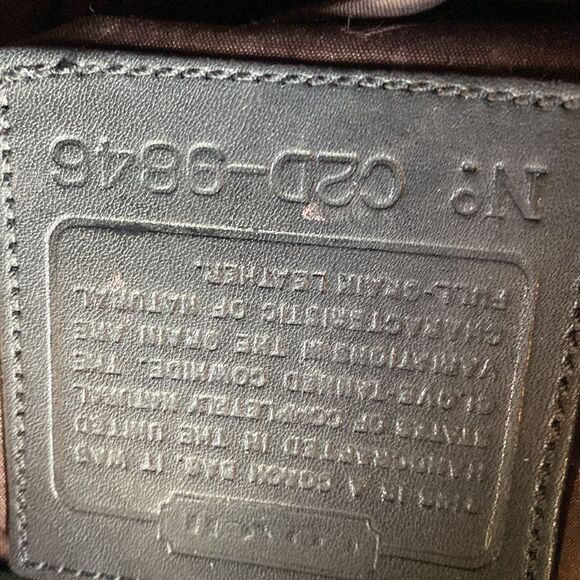 THIS IS A COACH BAG. IT WAS
HANDCRAFTED IN THE UNITED
STATES OF COMPLETELY NATURAL
GLOVE-TANNED COWHIDE. THE
VARIATIONS IN THE GRAIN ARE
CHARACTERISTIC OF NATURAL
FULL-GRAIN LEATHER.
No. C2D-9846